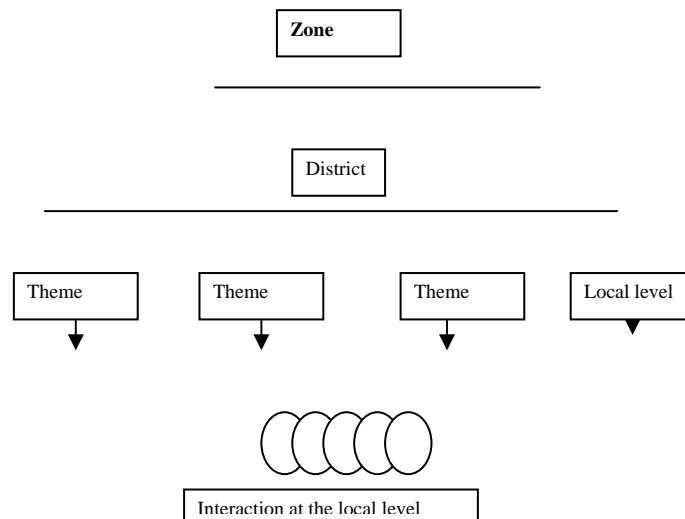 Zone
District
Theme
Theme
Theme
Local level
Interaction at the local level